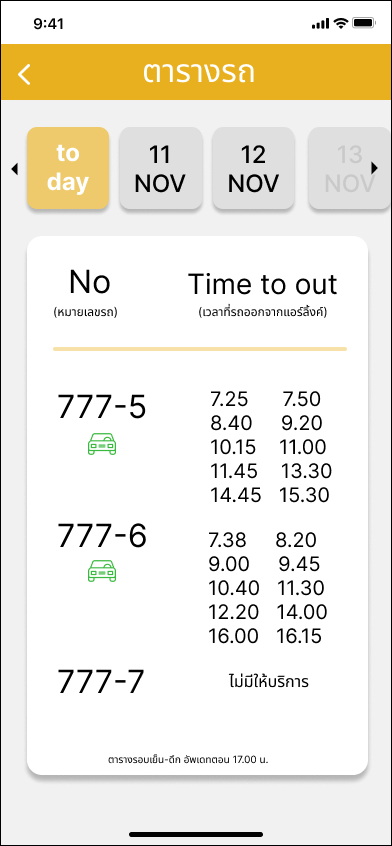 9:41
ตารางรถ
to day
11 NOV
12 NOV
13 NOV
No
Time to out
(หมายเลขรถ)
(เวลาที่รถออกจากแอร์ลิ้งค์)
777-5
7.25 7.50
8.40 9.20
10.15 11.00
11.45 13.30
14.45 15.30
777-6
7.38 8.20
9.00 9.45
10.40 11.30
12.20 14.00
16.00 16.15
777-7
ไม่มีให้บริการ
ตารางรอบเย็น-ดึก อัพเดทตอน 17.00 น.